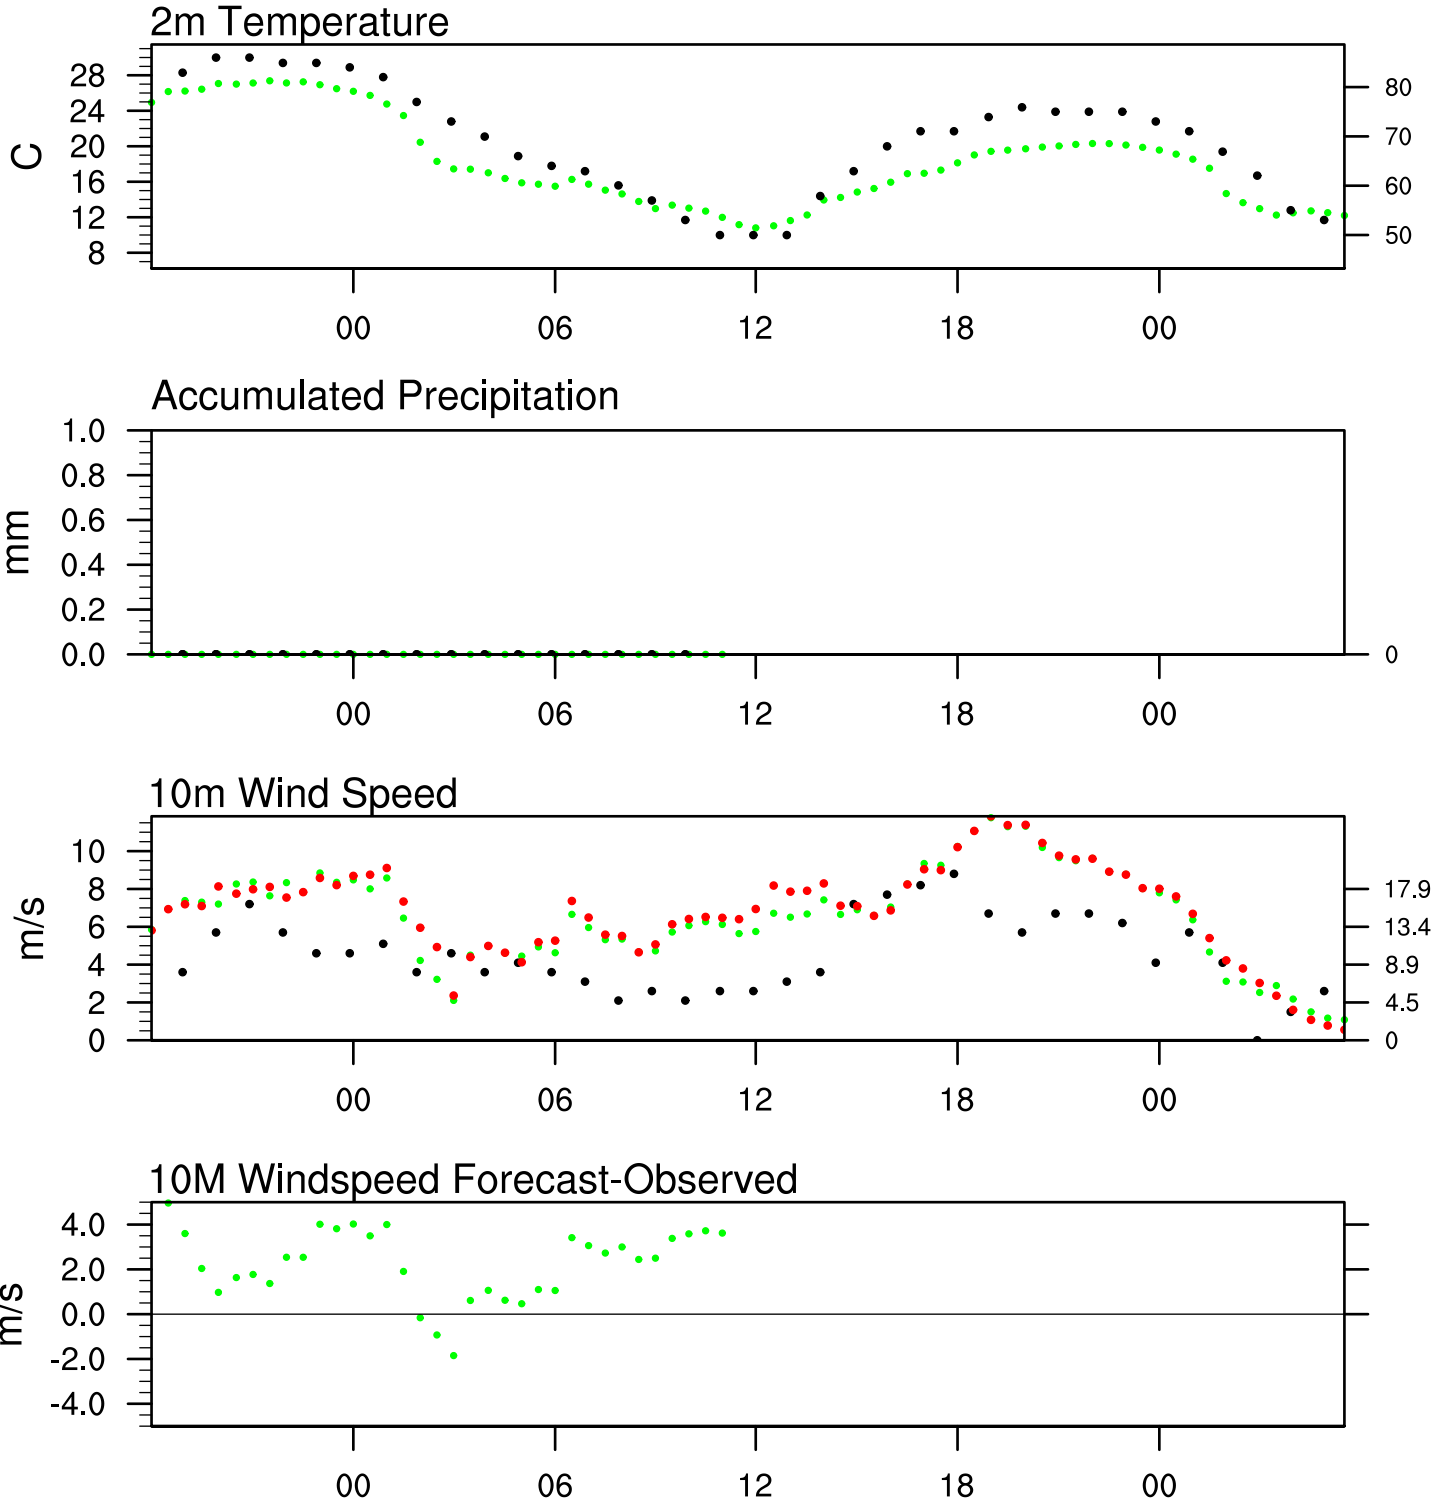 2m Temperature
C
28
24
20
16
12
8
80
70
60
50
00 06 12 18 00
Accumulated Precipitation
mm
1.0
0.8
0.6
0.4
0.2
0.0
0
00 06 12 18 00
10m Wind Speed
m/s
10
8
6
4
2
0
17.9
13.4
8.9
4.5
0
00 06 12 18 00
10M Windspeed Forecast-Observed
m/s
4.0
2.0
0.0
-2.0
-4.0
00 06 12 18 00